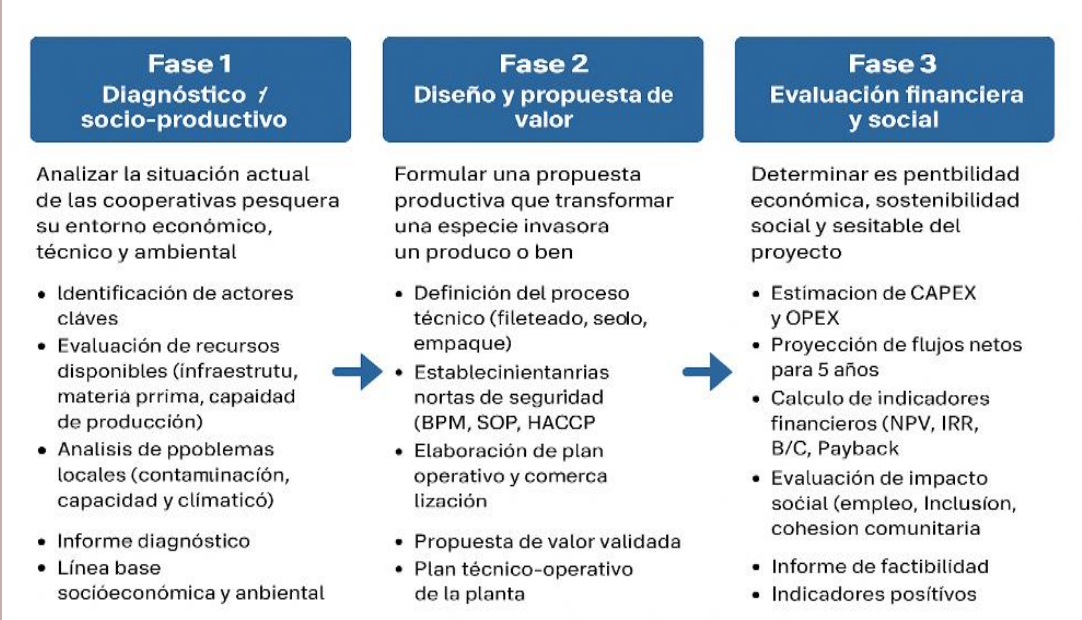 Fase 1
Diagnóstico /
socio-productivo
Analizar la situación actual
de las cooperativas pesquera
su entorno económico,
técnico y ambiental
• Identificación de actores
cláves
• Evaluación de recursos
disponibles (ínfraestrutu,
materia prrima, capaidad
de producción)
• Analisis de ppoblemas
locales (contaminacíón,
capacidad y clímaticó)
• Informe diagnóstico
• Línea base
socíoeconómica y anbiental
Fase 2
Diseño y propuesta de
valor
Formular una propuesta
productiva que transformar
una especie invasora
un produco o ben
• Definición del proceso
técnico (fileteado, seolo,
empaque)
• Establecinientanrias
nortas de seguridad
(BPM, SOP, HACCP
• Elaboración de plan
operativo y comerca
lización
• Propuesta de valor validada
• Plan técnico-operativo
de la planta
Fase 3
Evaluación financiera
y social
Determinar es pentbilidad
económica, sostenibilidad
social y sesitable del
proyecto
• Estímacion de CAPEX
y OPEX
• Proyección de flujos netos
para 5 años
• Calculo de indicadores
financieros (NPV, IRR,
B/C, Payback
• Evaluación de impacto
sociál (empleo, Inclusíon,
cohesion comunitaria
• Informe de factibilidad
• Indicadores posítívos